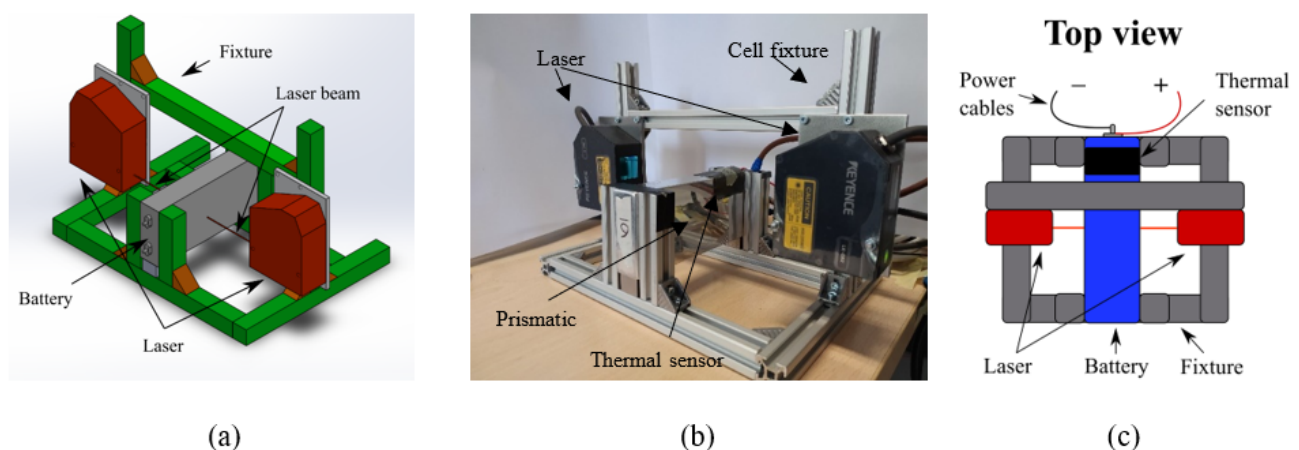 Fixture
Laser beam
Battery
Laser
(a)
Laser
Cell fixture
KEYENCE
CAUTION
Prismatic
Thermal sensor
(b)
Top view
Power
cables
−
+
Thermal
sensor
Laser
Battery
Fixture
(c)